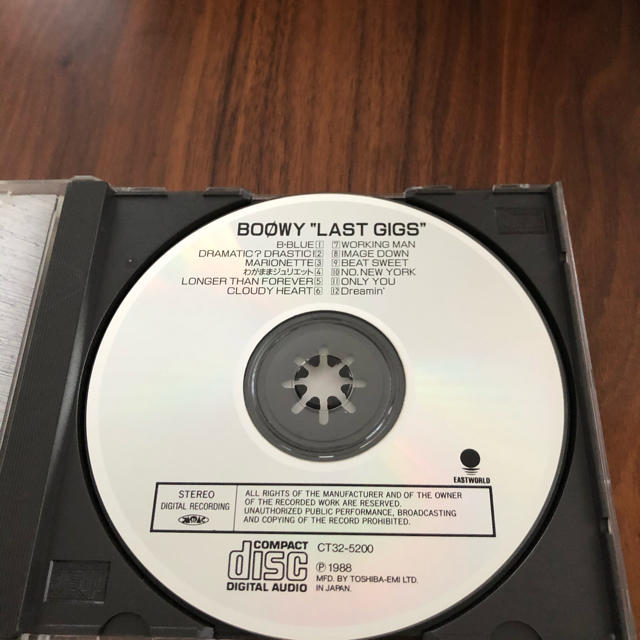 BOØWY "LAST GIGS"
B·BLUE 1 7 WORKING MAN
DRAMATIC? DRASTIC! 2 8 IMAGE DOWN
MARIONETTE 3 9 BEAT SWEET
わがままジュリエット 4 10 NO. NEW YORK
LONGER THAN FOREVER 5 11 ONLY YOU
CLOUDY HEART 6 12 Dreamin'
EASTWORLD
STEREO
DIGITAL RECORDING
ALL RIGHTS OF THE MANUFACTURER AND OF THE OWNER
OF THE RECORDED WORK ARE RESERVED.
UNAUTHORIZED PUBLIC PERFORMANCE, BROADCASTING
AND COPYING OF THE RECORD PROHIBITED.
COMPACT
disc
DIGITAL AUDIO
CT32-5200
Ⓟ 1988
MFD. BY TOSHIBA-EMI LTD.
IN JAPAN.